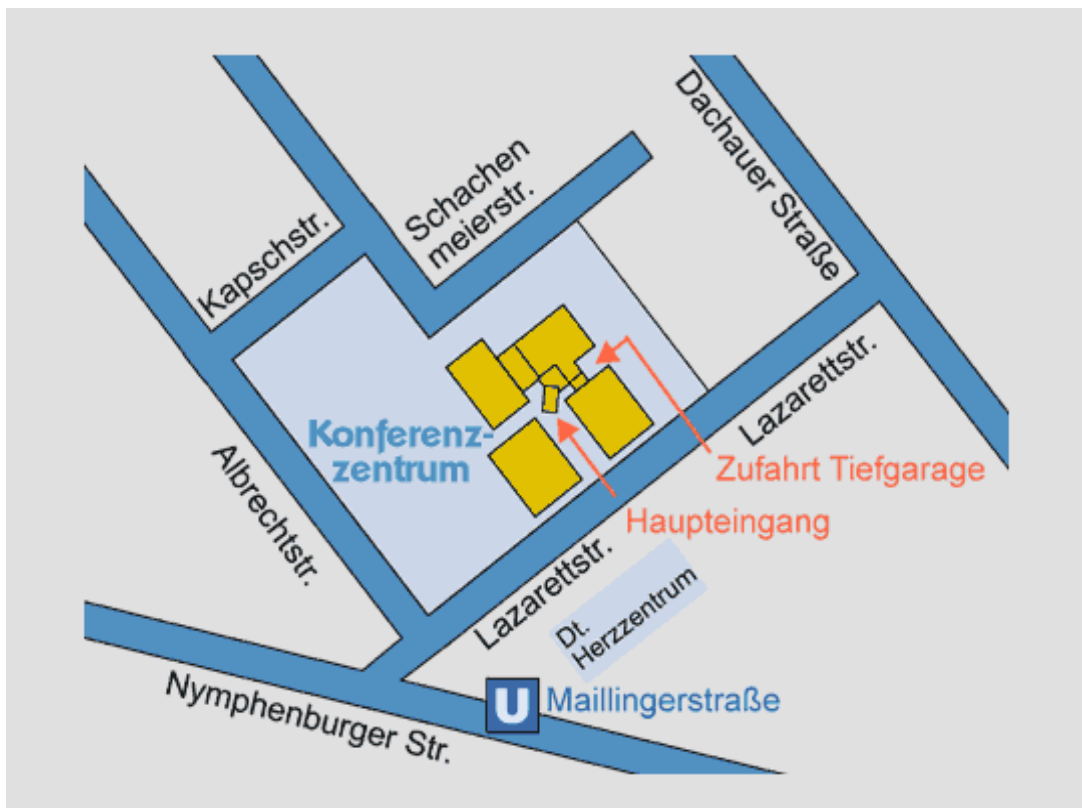 Dachauer Straße
Schachen
meierstr.
Kapschstr.
Lazarettstr.
Konferenz-
zentrum
Zufahrt Tiefgarage
Albrechtstr.
Haupteingang
Lazarettstr.
Dt.
Herzzentrum
U Maillingerstraße
Nymphenburger Str.